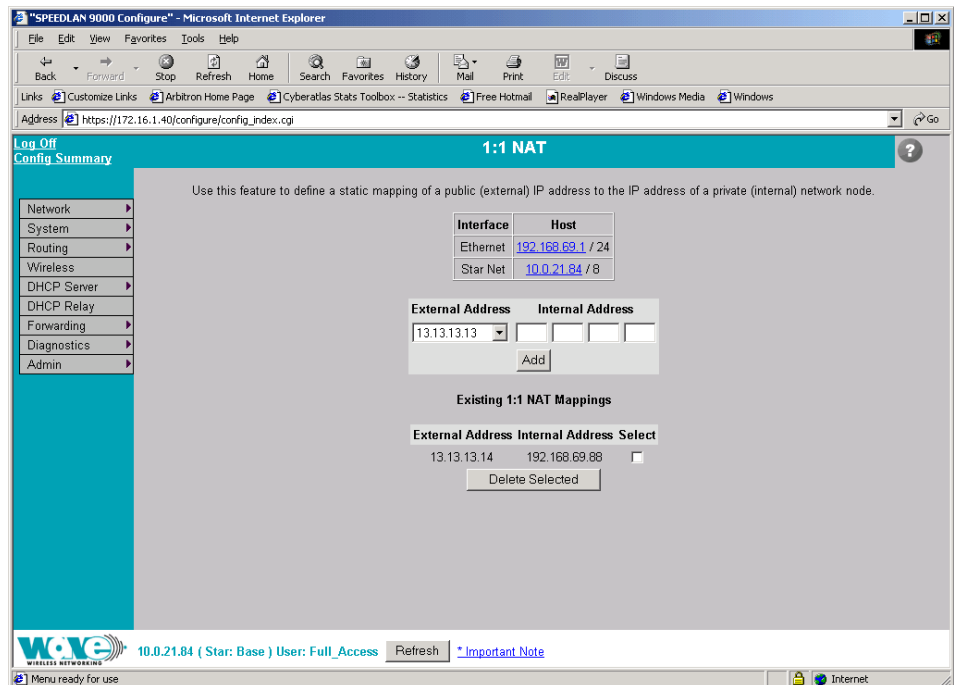 "SPEEDLAN 9000 Configure" - Microsoft Internet Explorer
File Edit View Favorites Tools Help
Back Forward Stop Refresh Home Search Favorites History Mail Print Edit Discuss
Links Customize Links Arbitron Home Page Cyberatlas Stats Toolbox -- Statistics Free Hotmail RealPlayer Windows Media Windows
Address https://172.16.1.40/configure/config_index.cgi Go
Log Off
Config Summary
1:1 NAT
?
Use this feature to define a static mapping of a public (external) IP address to the IP address of a private (internal) network node.
Network
System
Routing
Wireless
DHCP Server
DHCP Relay
Forwarding
Diagnostics
Admin
Interface Host
Ethernet 192.168.69.1 / 24
Star Net 10.0.21.84 / 8
External Address Internal Address
13.13.13.13
Add
Existing 1:1 NAT Mappings
External Address Internal Address Select
13.13.13.14 192.168.69.88
Delete Selected
WAVE
WIRELESS NETWORKING
10.0.21.84 ( Star: Base ) User: Full_Access Refresh * Important Note
Menu ready for use Internet